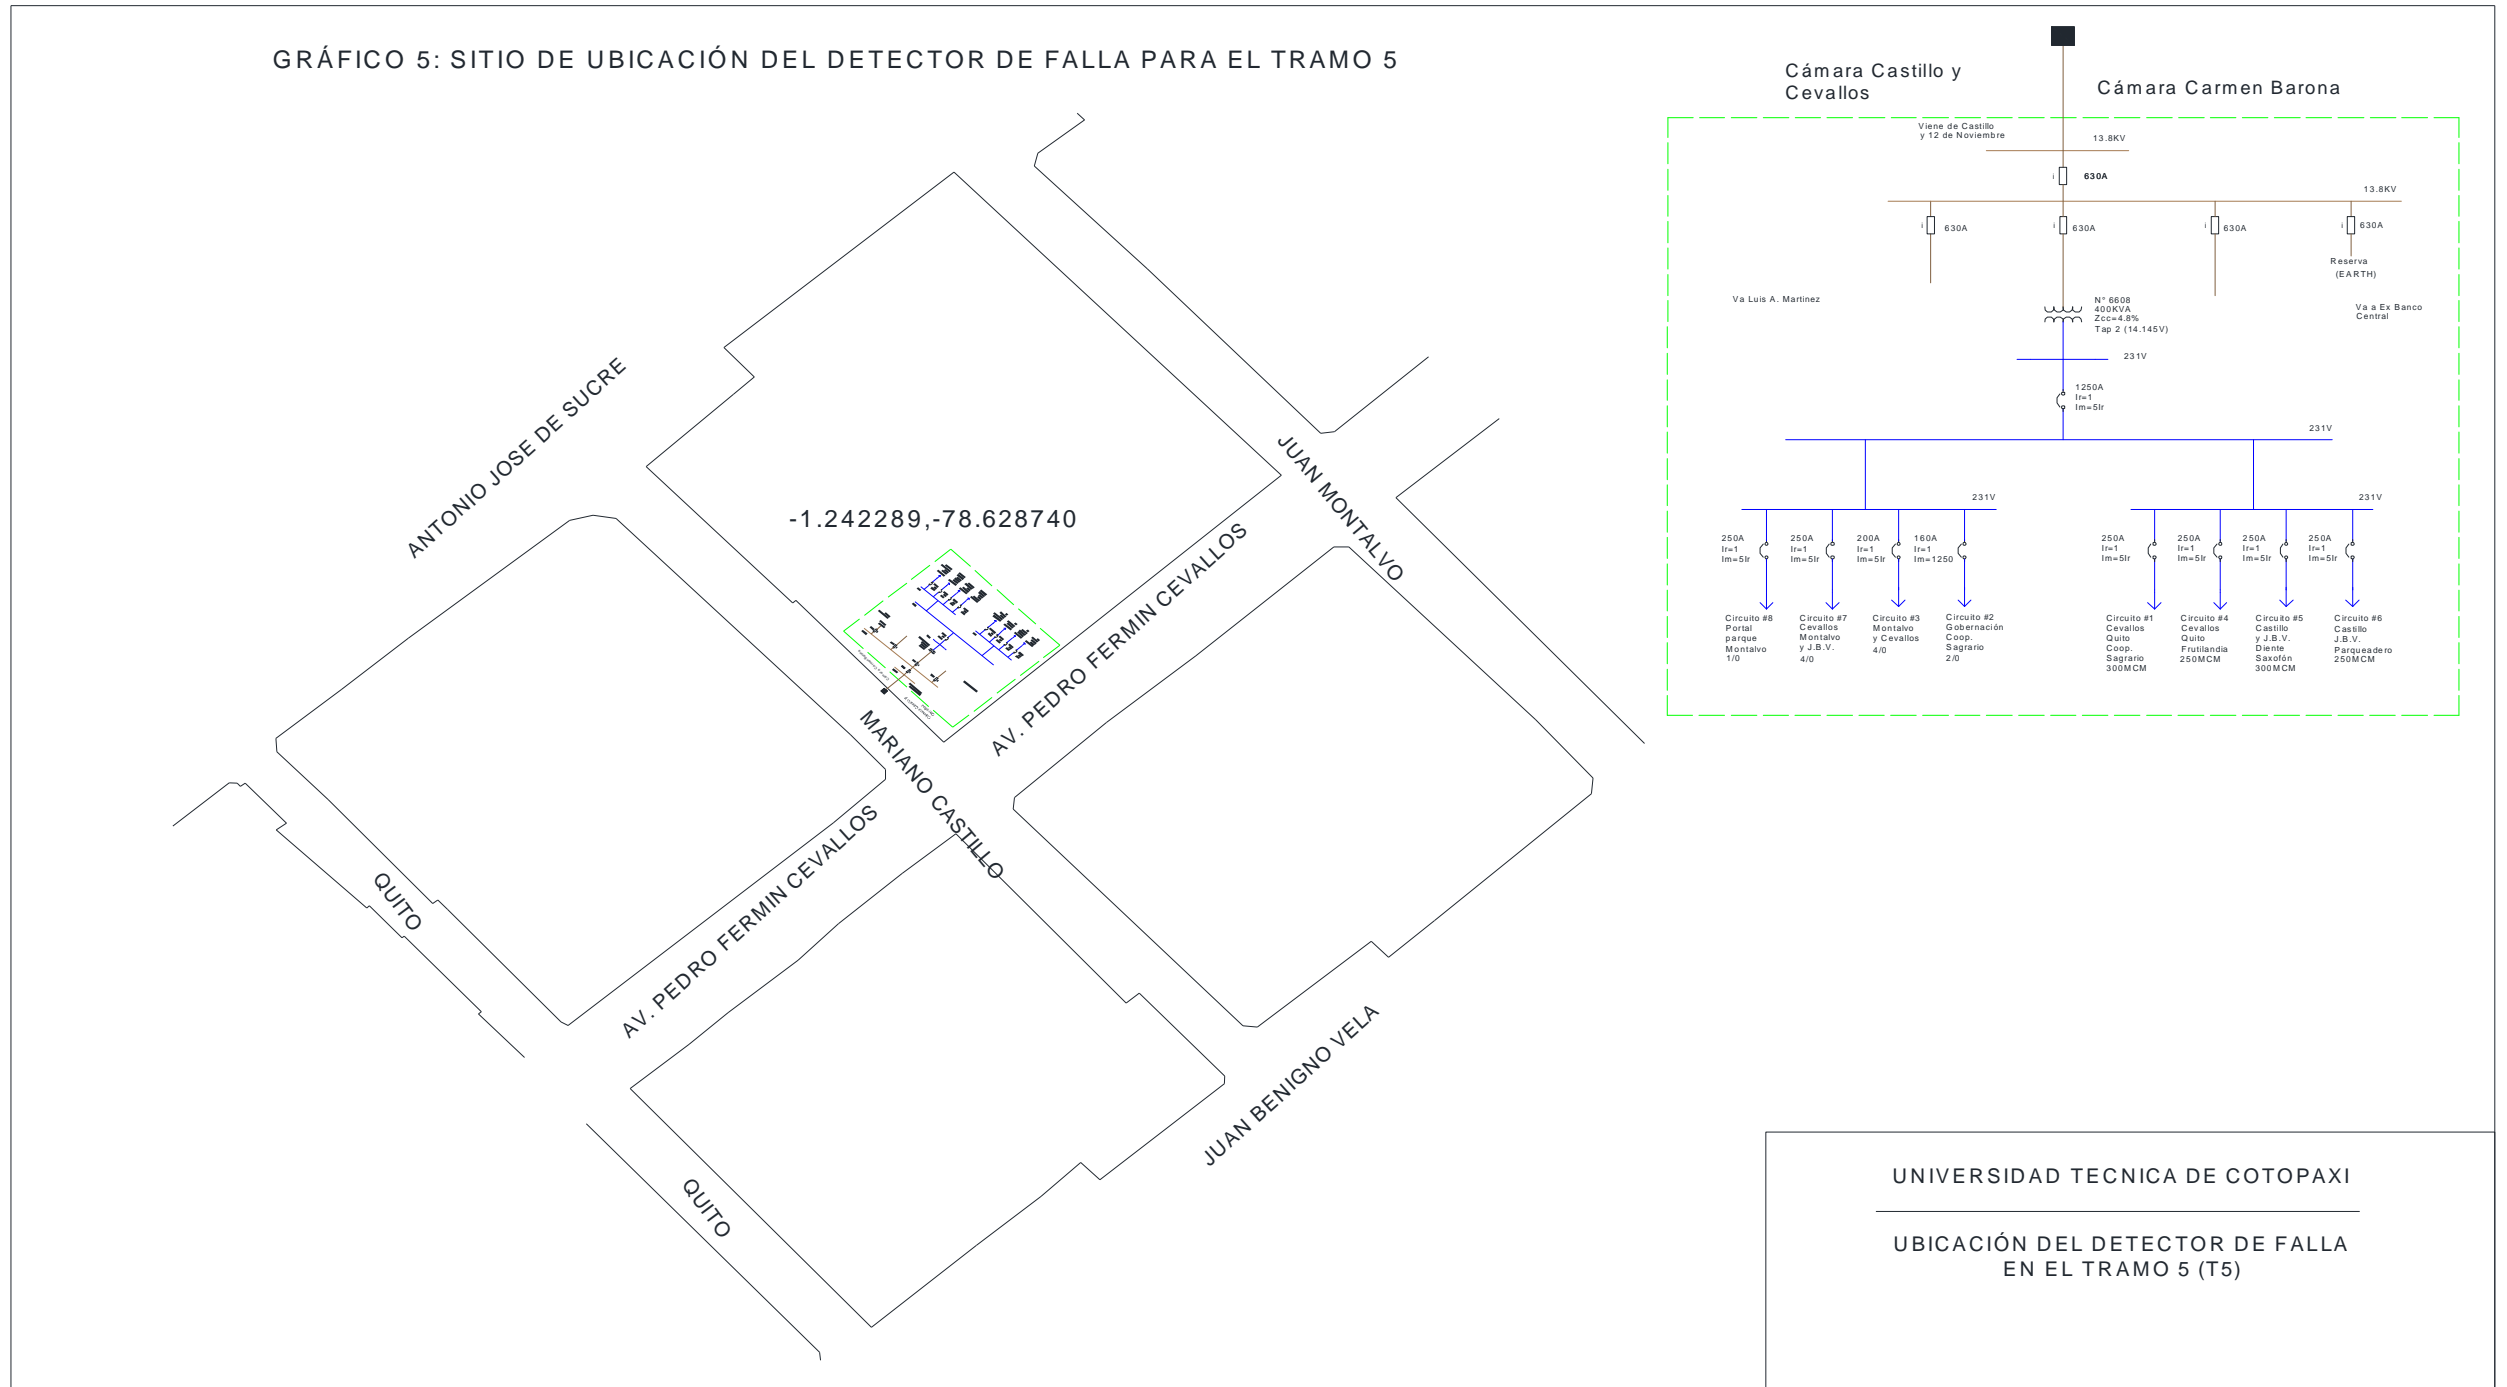 GRÁFICO 5: SITIO DE UBICACIÓN DEL DETECTOR DE FALLA PARA EL TRAMO 5
Cámara Castillo y
Cevallos
Cámara Carmen Barona
Viene de Castillo
y 12 de Noviembre
13.8KV
i
630A
13.8KV
i
630A
i
630A
i
630A
i
630A
Reserva
(EARTH)
Va Luis A. Martinez
N° 6608
400KVA
Zcc=4.8%
Tap 2 (14.145V)
Va a Ex Banco
Central
231V
1250A
Ir=1
Im=5Ir
231V
231V
231V
250A
Ir=1
Im=5Ir
250A
Ir=1
Im=5Ir
200A
Ir=1
Im=5Ir
160A
Ir=1
Im=1250
250A
Ir=1
Im=5Ir
250A
Ir=1
Im=5Ir
250A
Ir=1
Im=5Ir
250A
Ir=1
Im=5Ir
Circuito #8
Portal
parque
Montalvo
1/0
Circuito #7
Cevallos
Montalvo
y J.B.V.
4/0
Circuito #3
Montalvo
y Cevallos
4/0
Circuito #2
Gobernación
Coop.
Sagrario
2/0
Circuito #1
Cevallos
Quito
Coop.
Sagrario
300MCM
Circuito #4
Cevallos
Quito
Frutilandia
250MCM
Circuito #5
Castillo
y J.B.V.
Diente
Saxofón
300MCM
Circuito #6
Castillo
J.B.V.
Parqueadero
250MCM
ANTONIO JOSE DE SUCRE
JUAN MONTALVO
-1.242289,-78.628740
AV. PEDRO FERMIN CEVALLOS
MARIANO CASTILLO
AV. PEDRO FERMIN CEVALLOS
QUITO
JUAN BENIGNO VELA
QUITO
UNIVERSIDAD TECNICA DE COTOPAXI
UBICACIÓN DEL DETECTOR DE FALLA
EN EL TRAMO 5 (T5)